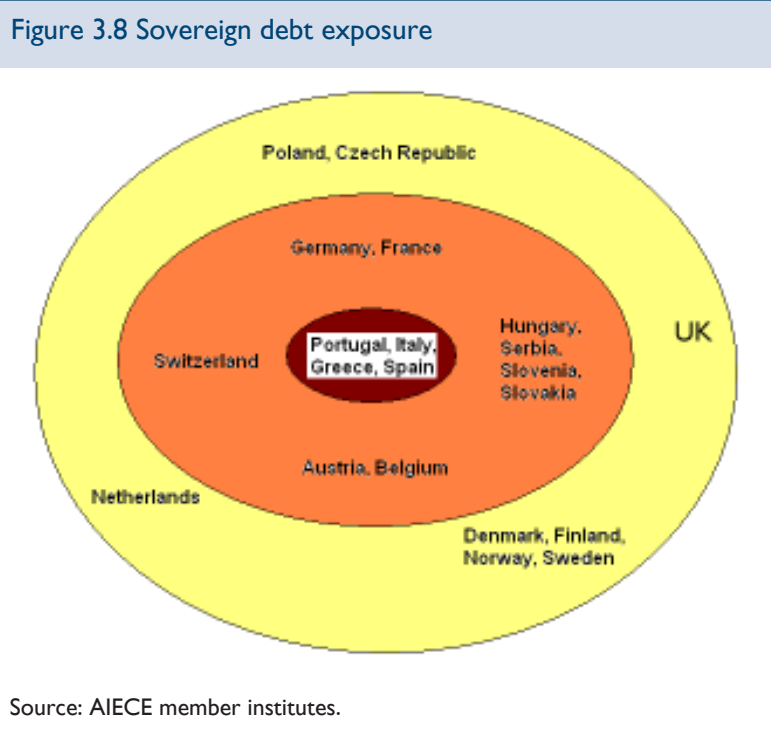 Figure 3.8 Sovereign debt exposure
Poland, Czech Republic
Germany, France
Hungary,
Serbia,
Slovenia,
Slovakia
UK
Portugal, Italy,
Greece, Spain
Switzerland
Austria, Belgium
Netherlands
Denmark, Finland,
Norway, Sweden
Source: AIECE member institutes.